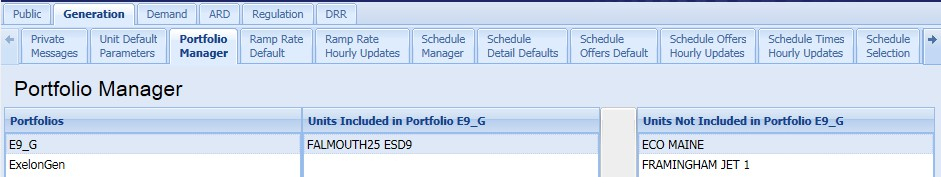 Public Generation Demand ARD Regulation DRR
Private Messages
Unit Default Parameters
Portfolio Manager
Ramp Rate Default
Ramp Rate Hourly Updates
Schedule Manager
Schedule Detail Defaults
Schedule Offers Default
Schedule Offers Hourly Updates
Schedule Times Hourly Updates
Schedule Selection
Portfolio Manager
Portfolios Units Included in Portfolio E9_G Units Not Included in Portfolio E9_G
E9_G FALMOUTH25 ESD9 ECO MAINE
ExelonGen FRAMINGHAM JET 1